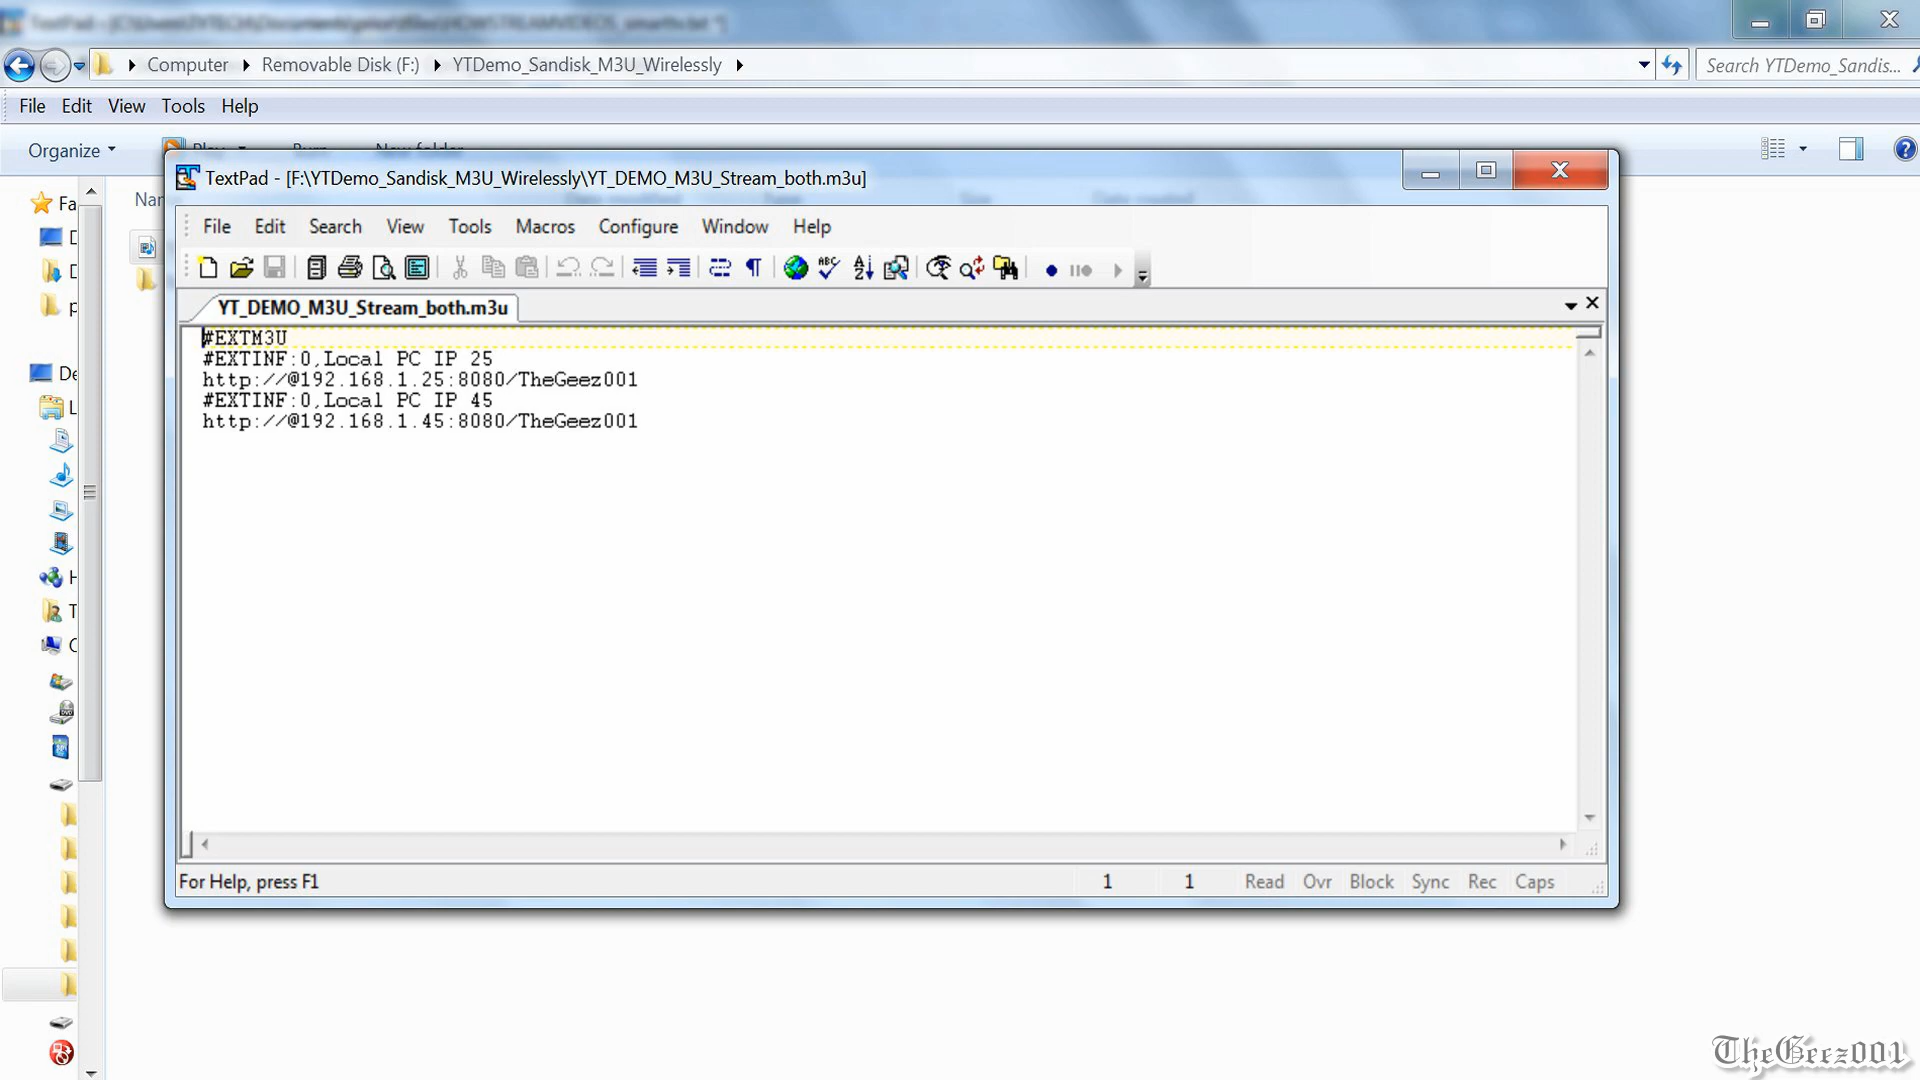 Computer Removable Disk (F:) YTDemo_Sandisk_M3U_Wirelessly
Search YTDemo_Sandis...
File Edit View Tools Help
Organize
TextPad - [F:\YTDemo_Sandisk_M3U_Wirelessly\YT_DEMO_M3U_Stream_both.m3u]
File Edit Search View Tools Macros Configure Window Help
YT_DEMO_M3U_Stream_both.m3u
#EXTM3U
#EXTINF:0,Local PC IP 25
http://@192.168.1.25:8080/TheGeez001
#EXTINF:0,Local PC IP 45
http://@192.168.1.45:8080/TheGeez001
For Help, press F1
1 1 Read Ovr Block Sync Rec Caps
TheGeez001